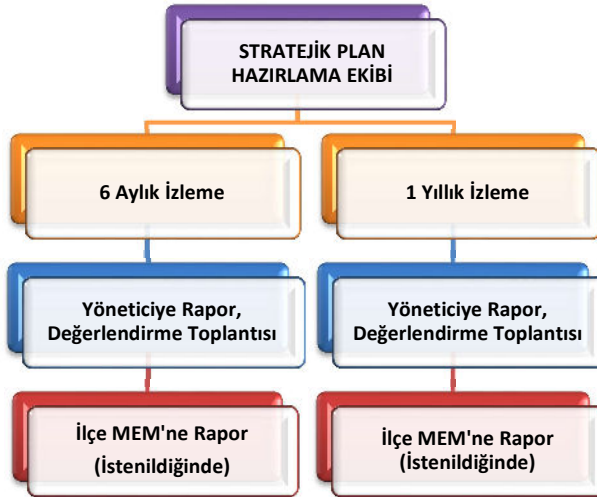 STRATEJİK PLAN
HAZIRLAMA EKİBİ
6 Aylık İzleme
1 Yıllık İzleme
Yöneticiye Rapor,
Değerlendirme Toplantısı
Yöneticiye Rapor,
Değerlendirme Toplantısı
İlçe MEM'ne Rapor
(İstenildiğinde)
İlçe MEM'ne Rapor
(İstenildiğinde)